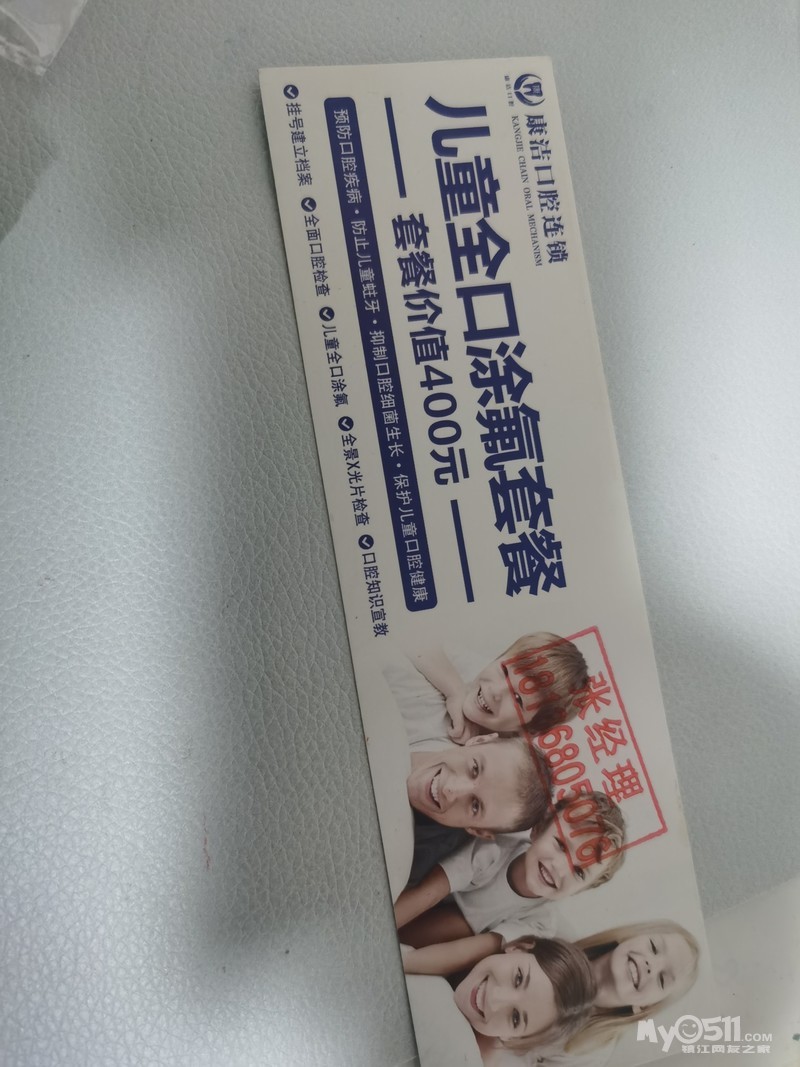 康洁口腔连锁
KANGJIE CHAIN ORAL MECHANISM
康洁口腔
儿童全口涂氟套餐
套餐价值400元
预防口腔疾病·防止儿童蛀牙·抑制口腔细菌生长·保护儿童口腔健康
挂号建立档案 全面口腔检查 儿童全口涂氟 全景X光片检查 口腔知识宣教
张经理
MyO511.COM
镇江网友之家